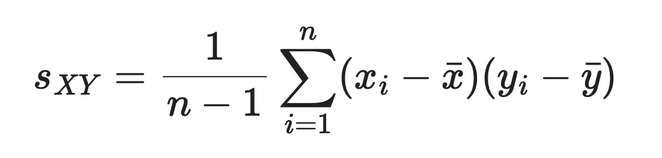 s_{XY} = \frac{1}{n-1} \sum_{i=1}^{n} (x_i - \bar{x})(y_i - \bar{y})